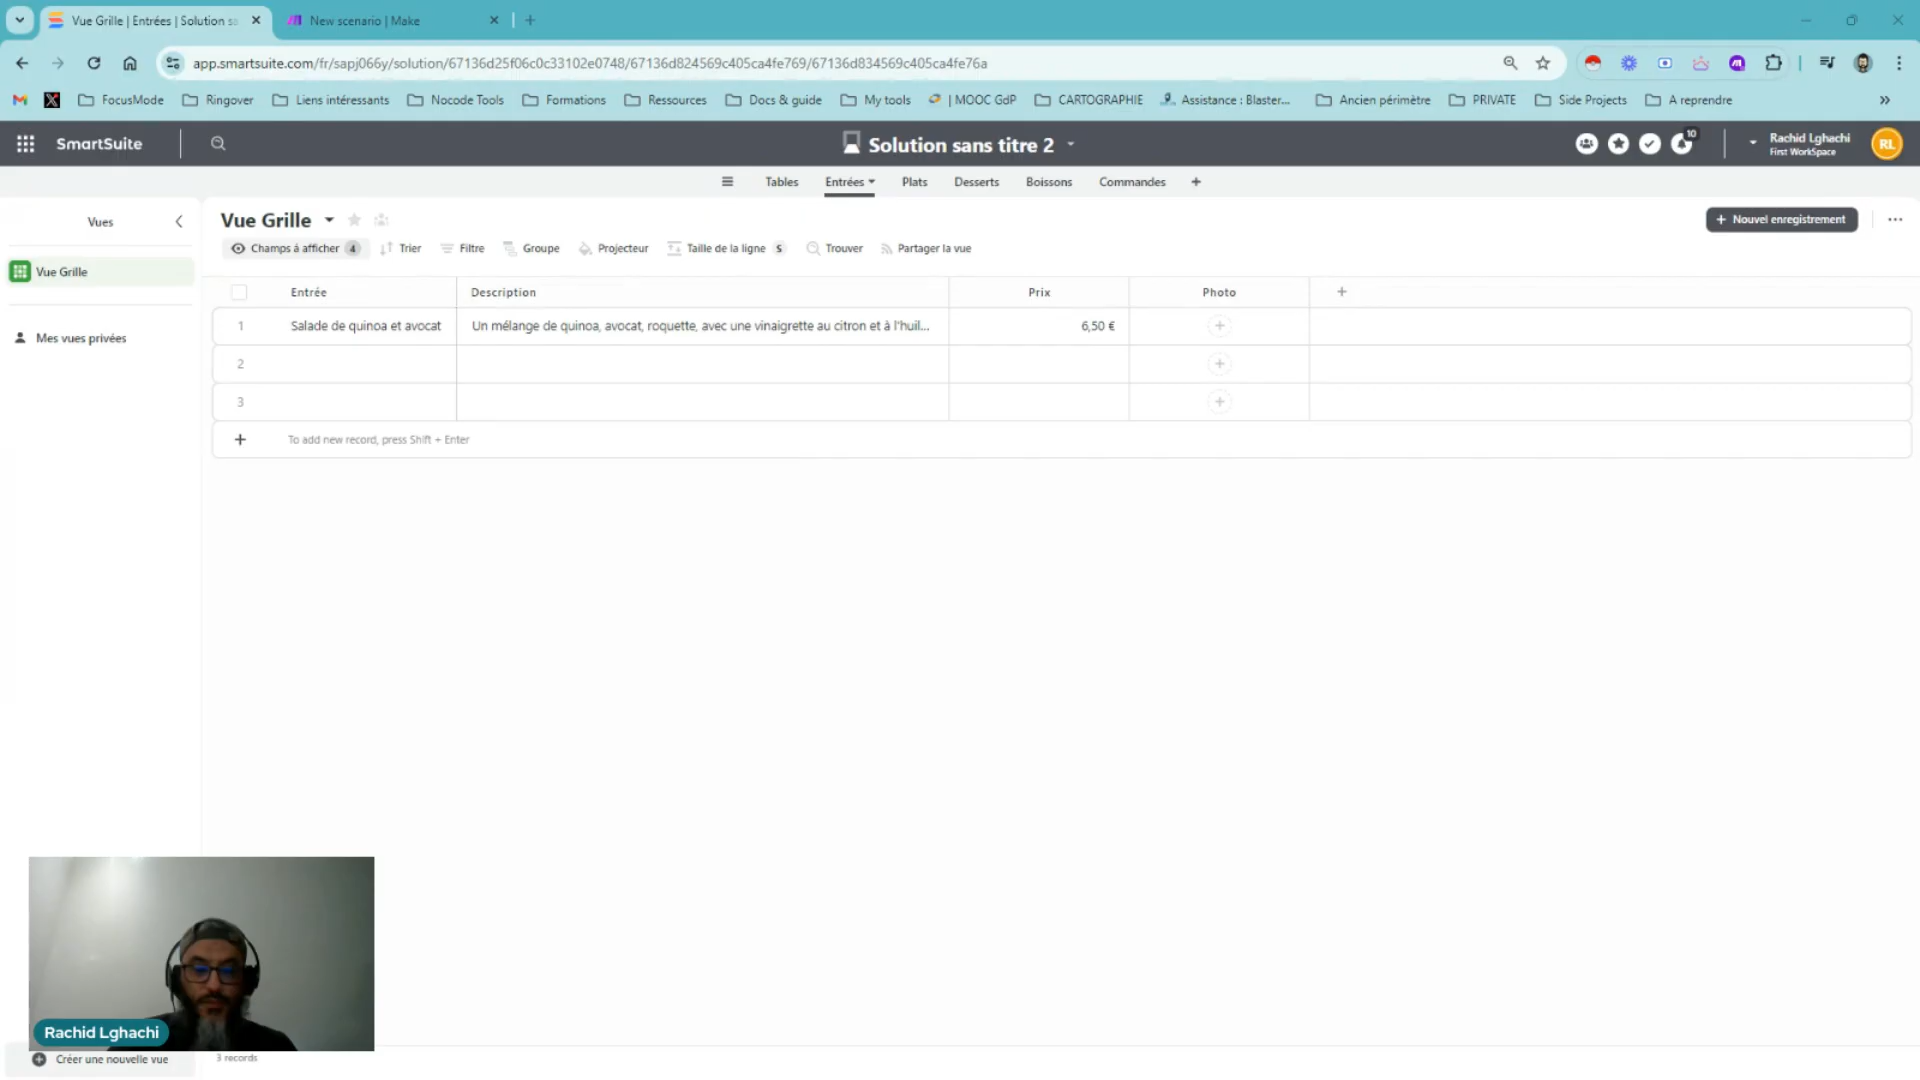 Vue Grille | Entrées | Solution sa
New scenario | Make
app.smartsuite.com/fr/sapj066y/solution/67136d25f06c0c33102e0748/67136d824569c405ca4fe769/67136d834569c405ca4fe76a
FocusMode
Ringover
Liens intéressants
Nocode Tools
Formations
Ressources
Docs & guide
My tools
| MOOC GdP
CARTOGRAPHIE
Assistance : Blaster...
Ancien périmètre
PRIVATE
Side Projects
A reprendre
SmartSuite
Solution sans titre 2
10
Rachid Lghachi
First WorkSpace
RL
Tables
Entrées
Plats
Desserts
Boissons
Commandes
Vues
Vue Grille
Nouvel enregistrement
Champs à afficher 4
Trier
Filtre
Groupe
Projecteur
Taille de la ligne S
Trouver
Partager la vue
Vue Grille
Mes vues privées
Entrée
Description
Prix
Photo
1
Salade de quinoa et avocat
Un mélange de quinoa, avocat, roquette, avec une vinaigrette au citron et à l'huil...
6,50 €
2
3
To add new record, press Shift + Enter
Rachid Lghachi
Créer une nouvelle vue
3 records